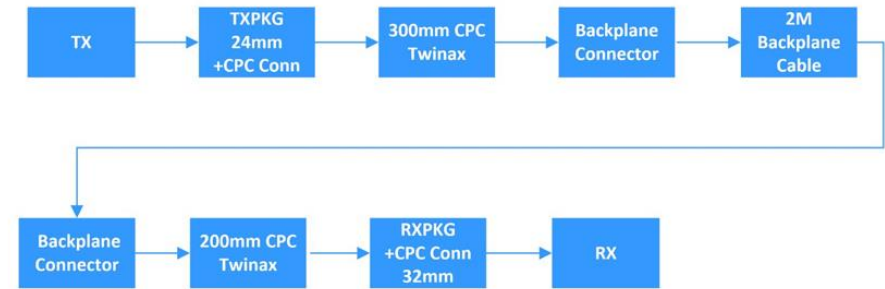 TX
TXPKG
24mm
+CPC Conn
300mm CPC
Twinax
Backplane
Connector
2M
Backplane
Cable
Backplane
Connector
200mm CPC
Twinax
RXPKG
+CPC Conn
32mm
RX